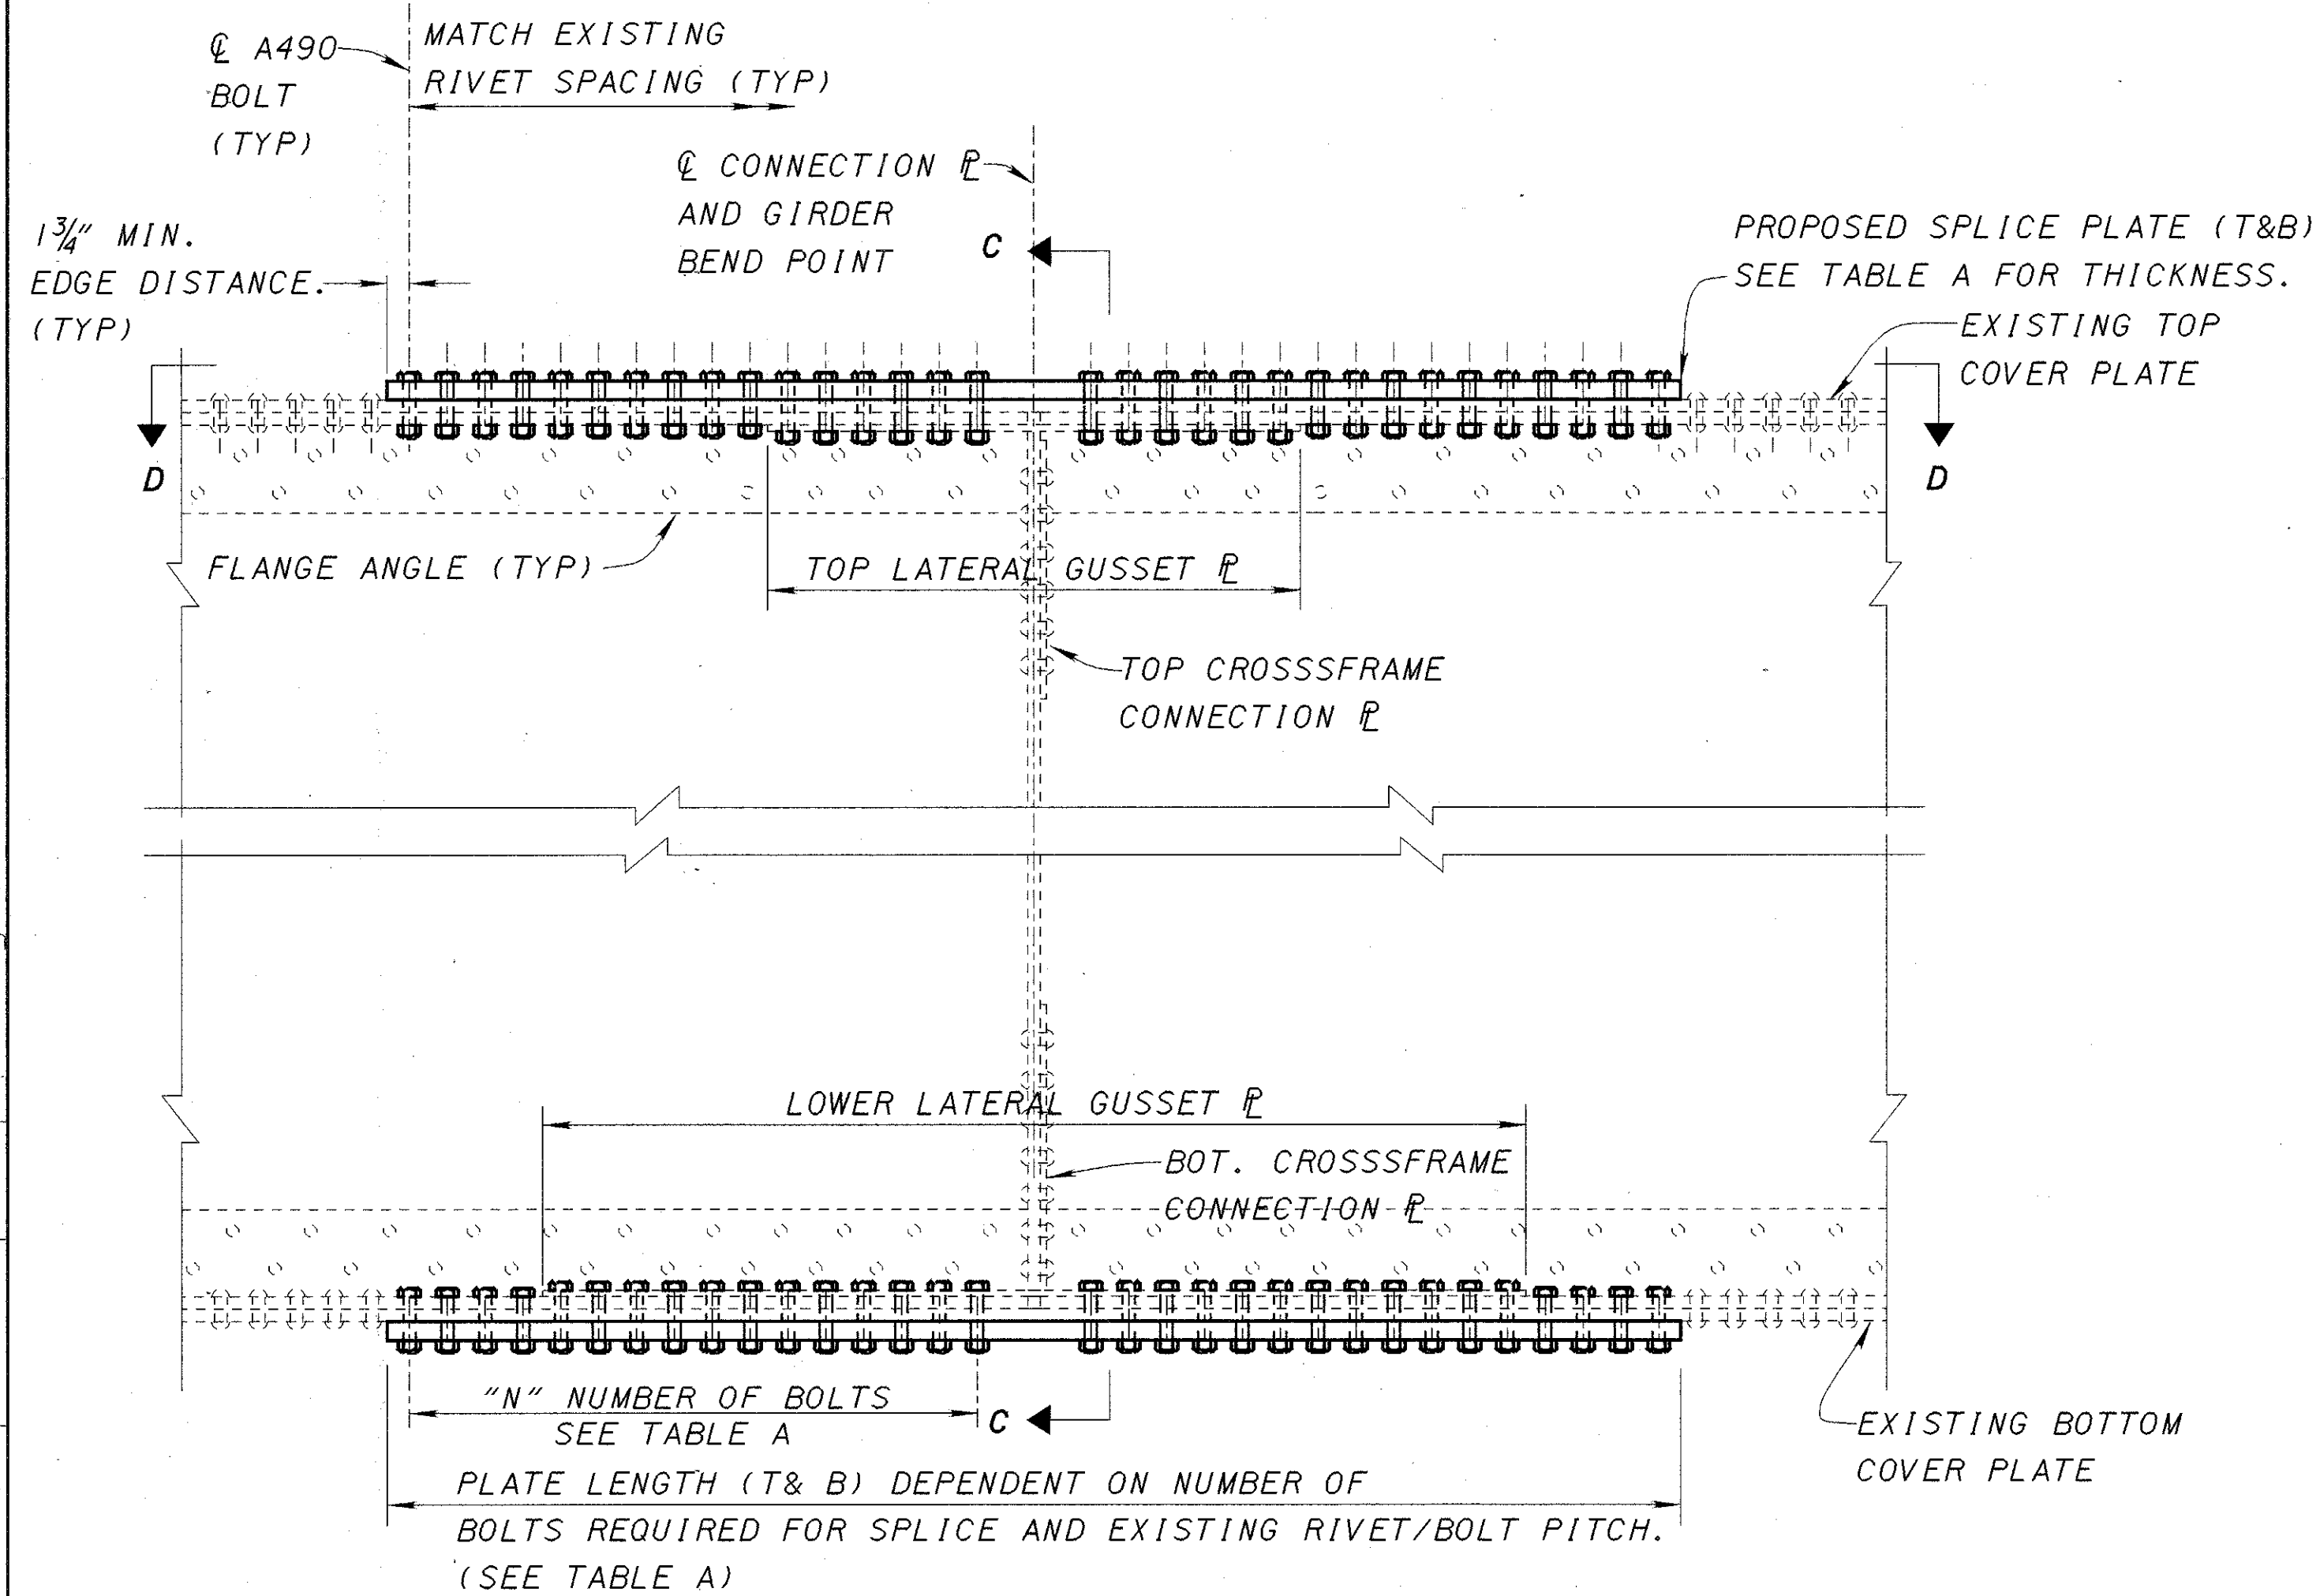 ℄ A490
BOLT
(TYP)
MATCH EXISTING
RIVET SPACING (TYP)
℄ CONNECTION ⅊
AND GIRDER
BEND POINT
C
1 3/4" MIN.
EDGE DISTANCE.
(TYP)
PROPOSED SPLICE PLATE (T&B)
SEE TABLE A FOR THICKNESS.
EXISTING TOP
COVER PLATE
D
D
FLANGE ANGLE (TYP)
TOP LATERAL GUSSET ⅊
TOP CROSSSFRAME
CONNECTION ⅊
LOWER LATERAL GUSSET ⅊
BOT. CROSSSFRAME
CONNECTION ⅊
"N" NUMBER OF BOLTS
SEE TABLE A
C
EXISTING BOTTOM
COVER PLATE
PLATE LENGTH (T& B) DEPENDENT ON NUMBER OF
BOLTS REQUIRED FOR SPLICE AND EXISTING RIVET/BOLT PITCH.
(SEE TABLE A)